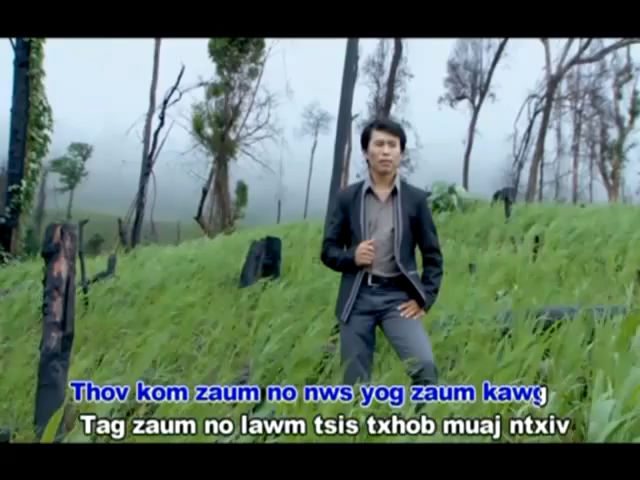 Thov kom zaum no nws yog zaum kawg
Tag zaum no lawm tsis txhob muaj ntxiv